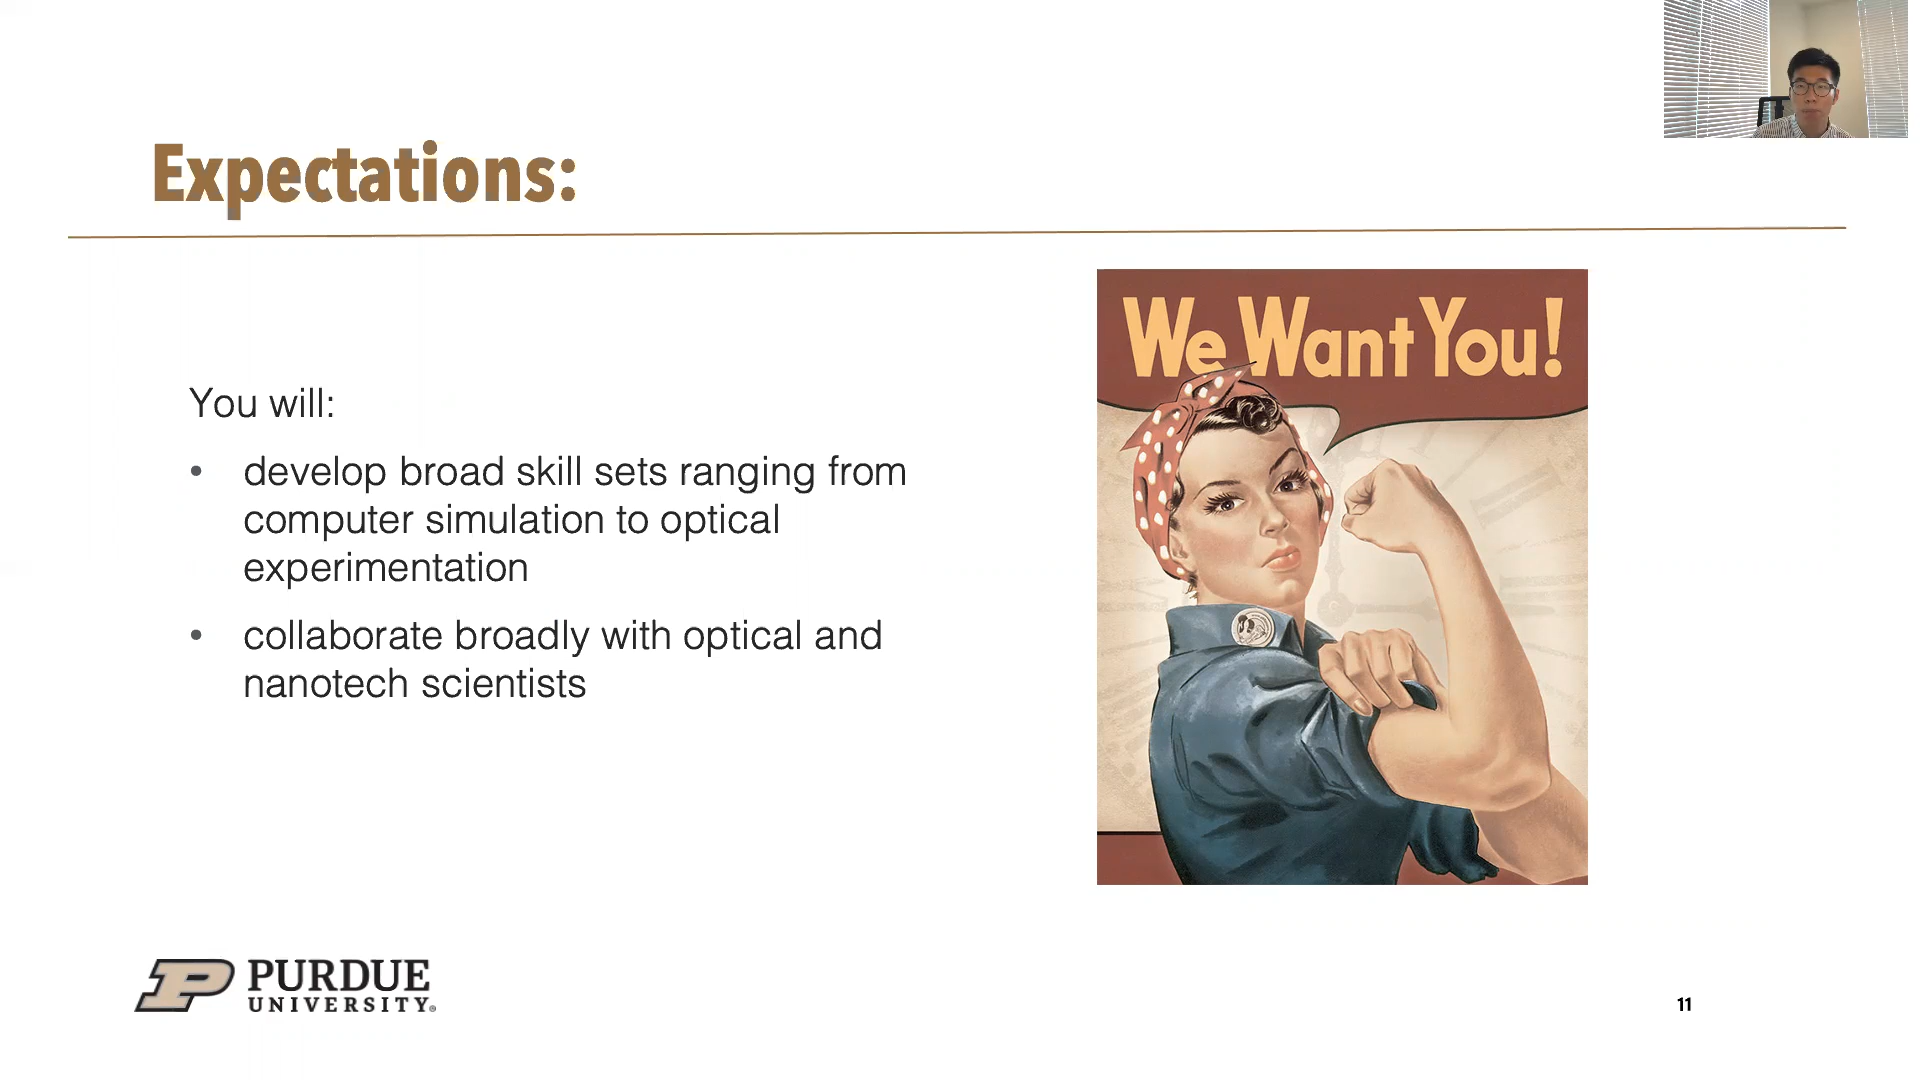 Expectations:
We Want You!
You will:
• develop broad skill sets ranging from
computer simulation to optical
experimentation
• collaborate broadly with optical and
nanotech scientists
P PURDUE
UNIVERSITY®
11